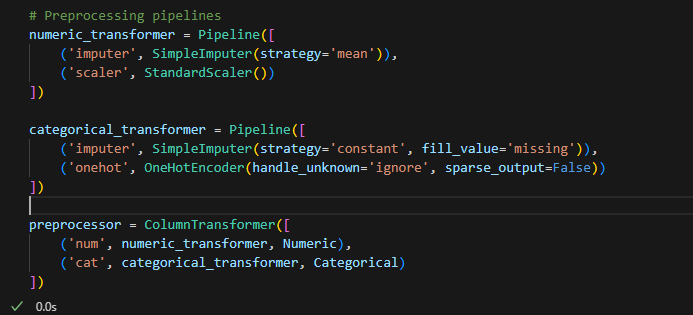 # Preprocessing pipelines
numeric_transformer = Pipeline([
    ('imputer', SimpleImputer(strategy='mean')),
    ('scaler', StandardScaler())
])
categorical_transformer = Pipeline([
    ('imputer', SimpleImputer(strategy='constant', fill_value='missing')),
    ('onehot', OneHotEncoder(handle_unknown='ignore', sparse_output=False))
])
preprocessor = ColumnTransformer([
    ('num', numeric_transformer, Numeric),
    ('cat', categorical_transformer, Categorical)
])
0.0s